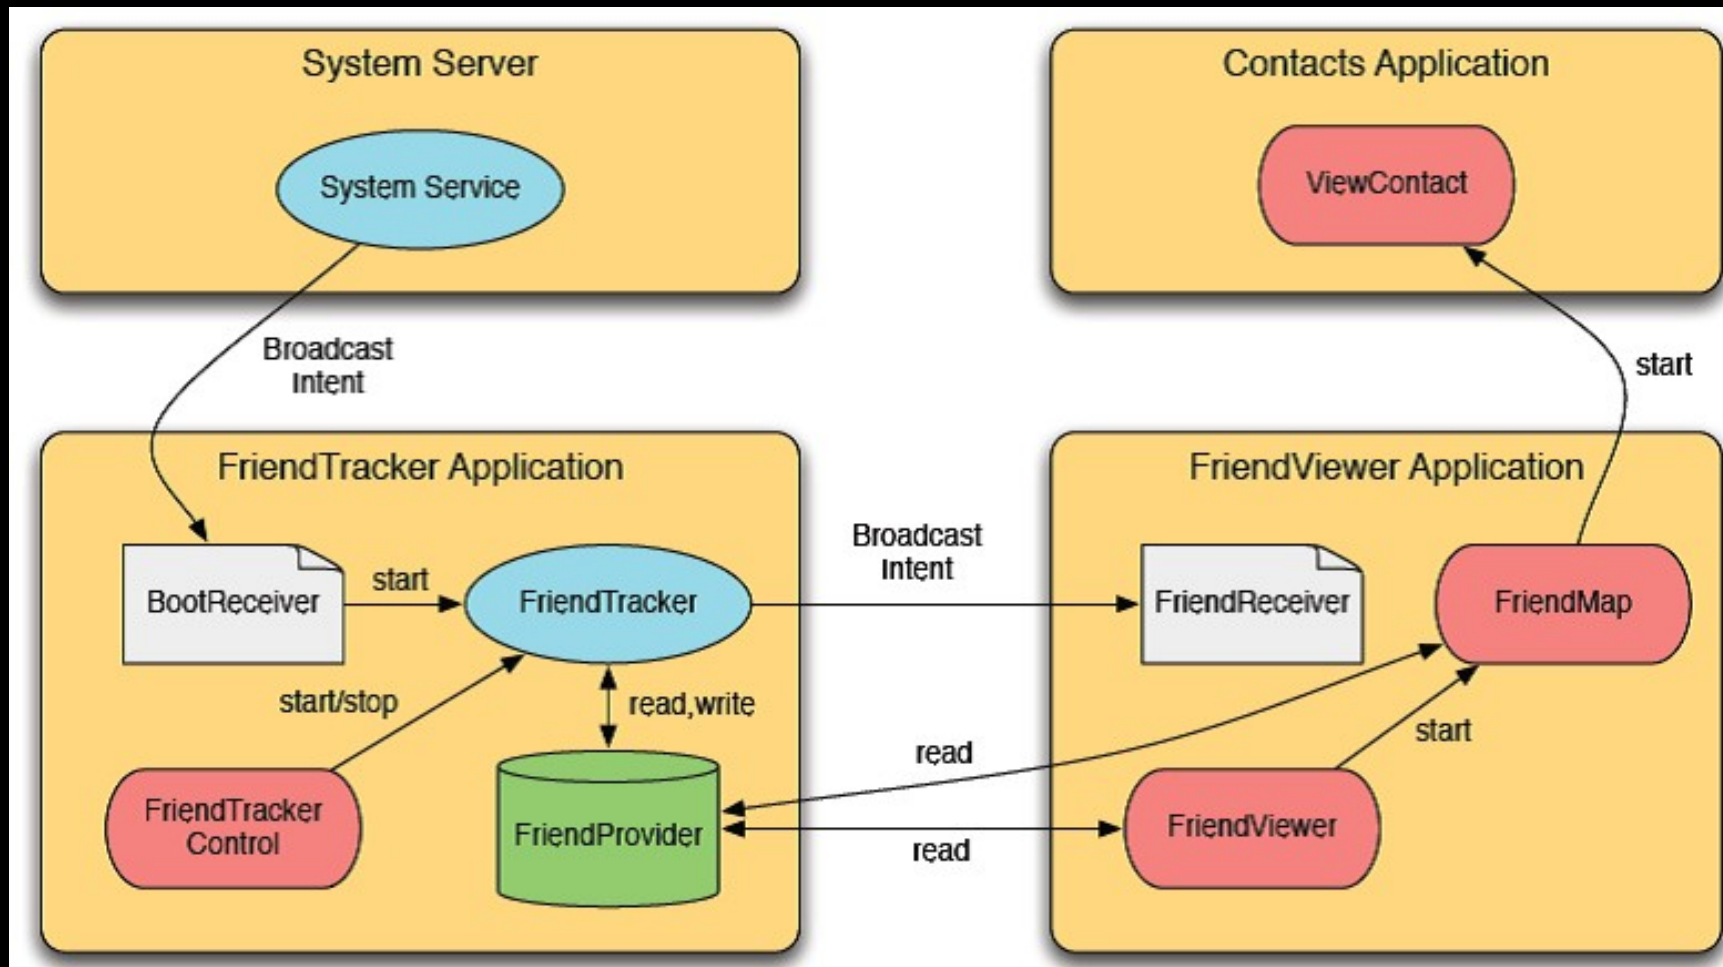 System Server
System Service
Contacts Application
ViewContact
Broadcast
Intent
start
FriendTracker Application
BootReceiver
start
FriendTracker
start/stop
read,write
FriendTracker
Control
FriendProvider
Broadcast
Intent
read
read
FriendViewer Application
FriendReceiver
FriendMap
start
FriendViewer